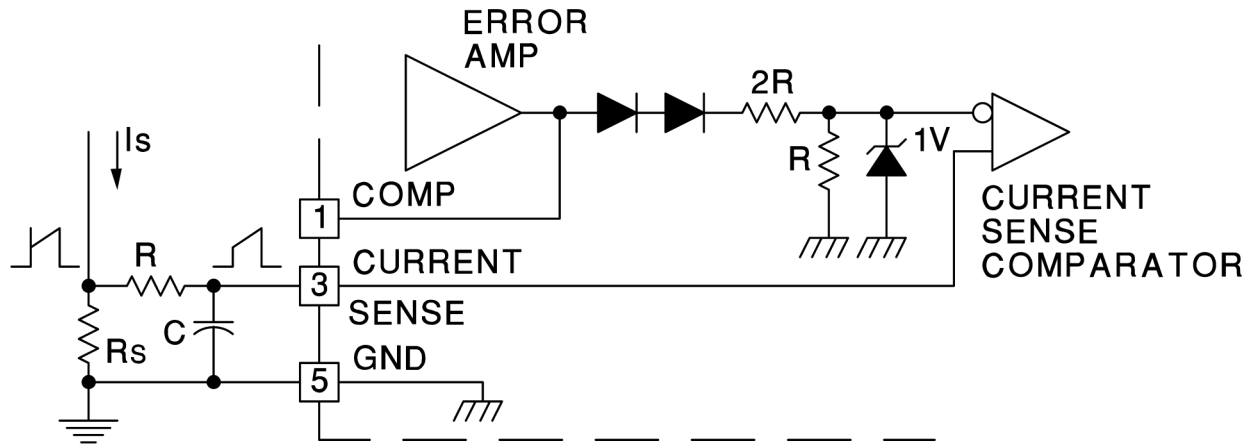 ERROR
AMP
2R
Is
R
1V
COMP
1
CURRENT
SENSE
COMPARATOR
R
CURRENT
3
SENSE
C
Rs
GND
5